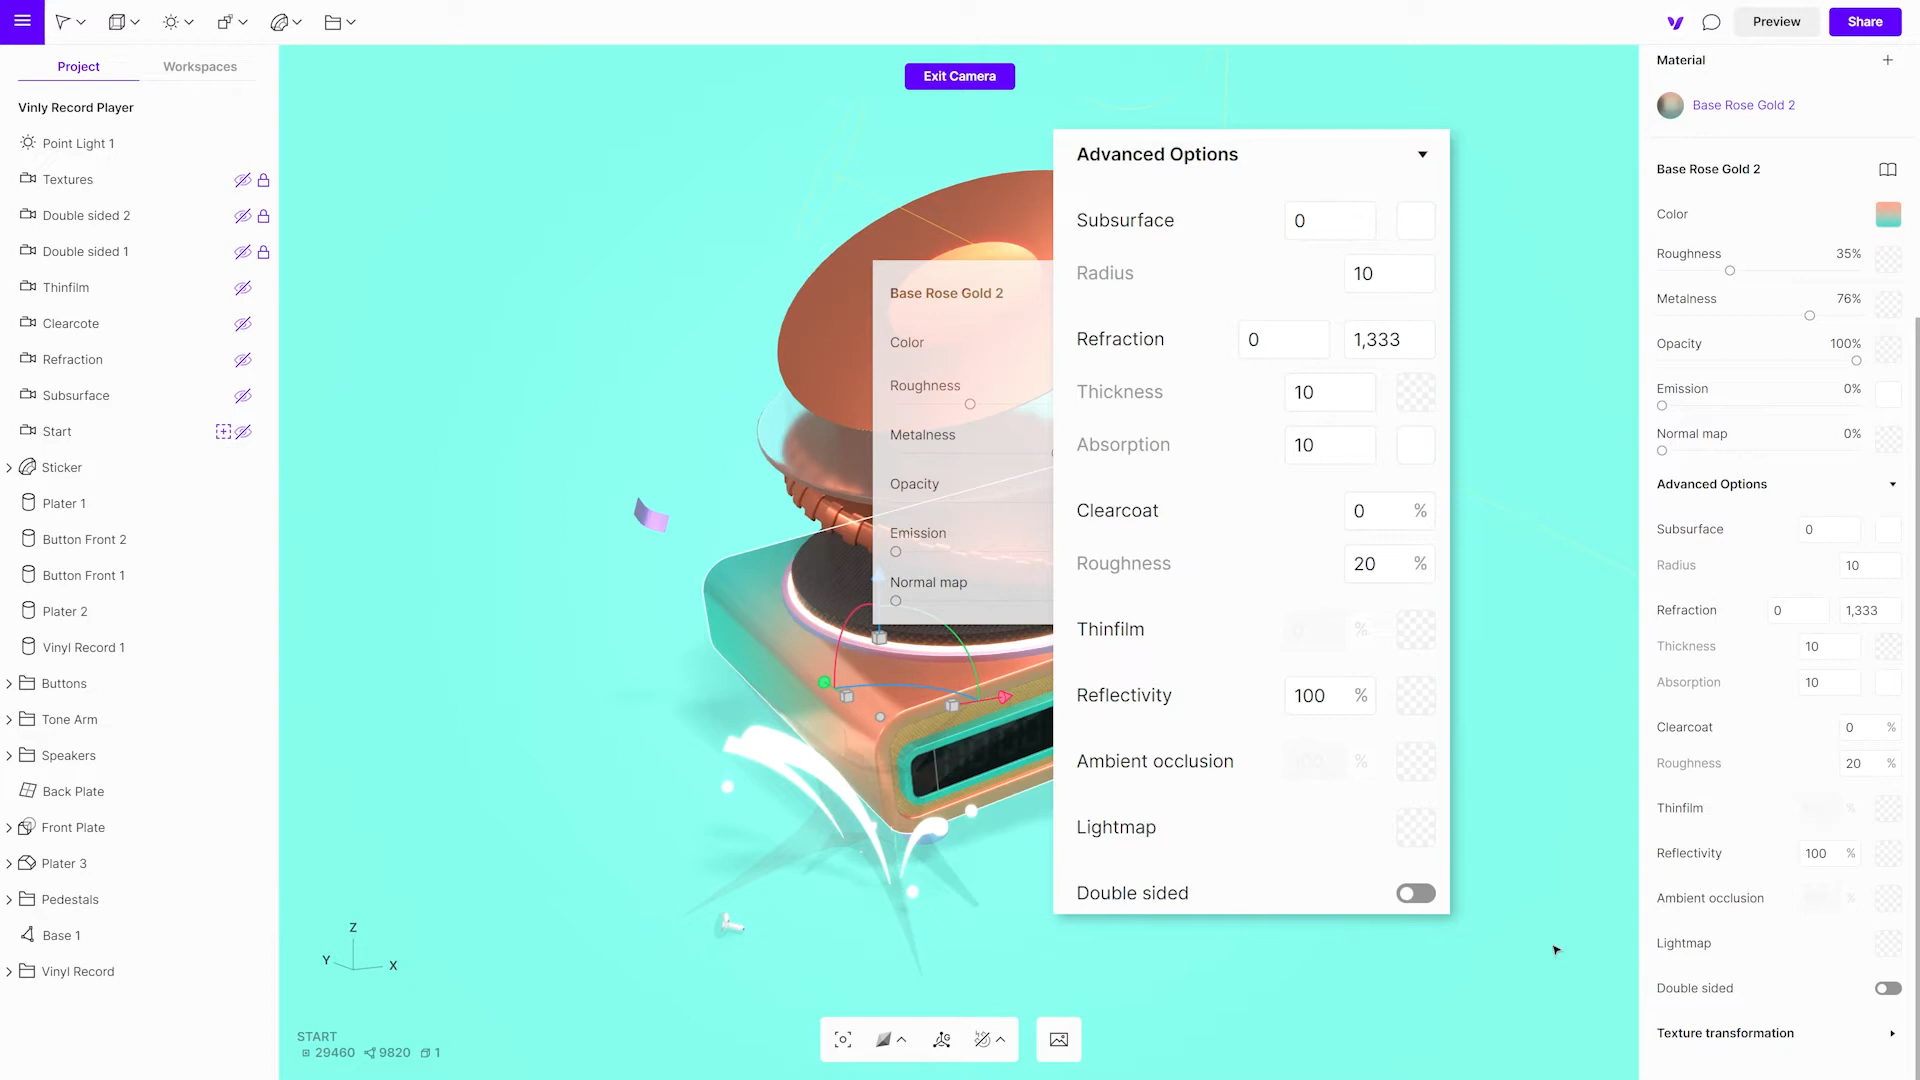 Preview
Share
Project
Workspaces
Vinly Record Player
Point Light 1
Textures
Double sided 2
Double sided 1
Thinfilm
Clearcote
Refraction
Subsurface
Start
Sticker
Plater 1
Button Front 2
Button Front 1
Plater 2
Vinyl Record 1
Buttons
Tone Arm
Speakers
Back Plate
Front Plate
Plater 3
Pedestals
Base 1
Vinyl Record
Exit Camera
Base Rose Gold 2
Color
Roughness
Metalness
Opacity
Emission
Normal map
Advanced Options
Subsurface 0
Radius 10
Refraction 0 1,333
Thickness 10
Absorption 10
Clearcoat 0 %
Roughness 20 %
Thinfilm %
Reflectivity 100 %
Ambient occlusion %
Lightmap
Double sided
Z
Y
X
START
29460 9820 1
Material
Base Rose Gold 2
Base Rose Gold 2
Color
Roughness 35%
Metalness 76%
Opacity 100%
Emission 0%
Normal map 0%
Advanced Options
Subsurface 0
Radius 10
Refraction 0 1,333
Thickness 10
Absorption 10
Clearcoat 0 %
Roughness 20 %
Thinfilm %
Reflectivity 100 %
Ambient occlusion %
Lightmap
Double sided
Texture transformation